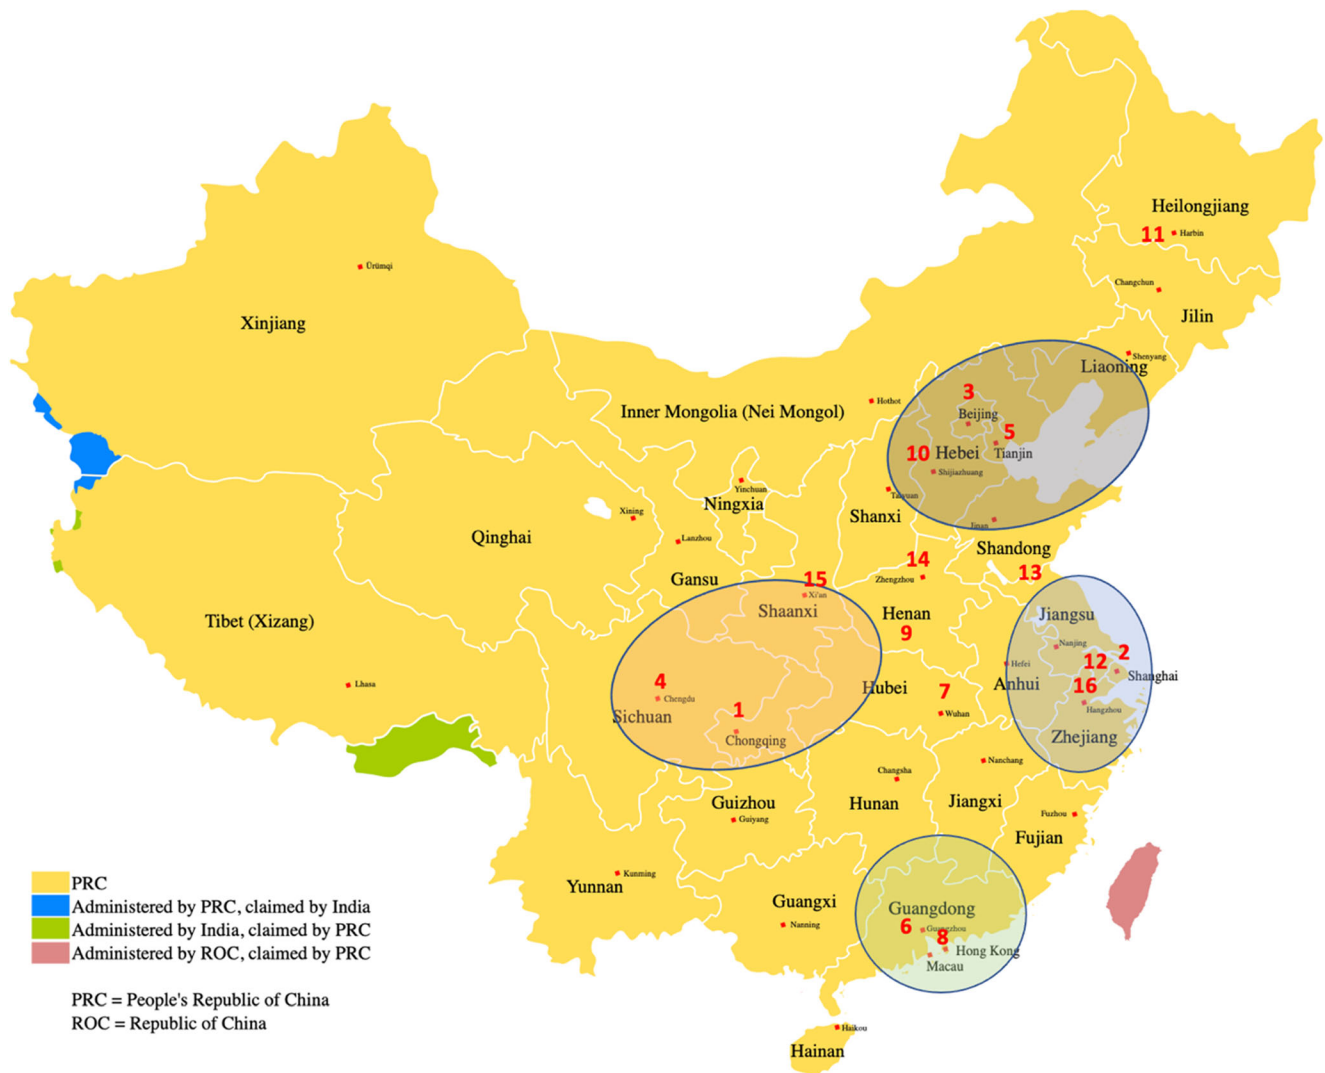 Heilongjiang
11 Harbin
Changchun
Jilin
Ürümqi
Xinjiang
Shenyang
Liaoning
3
Beijing
Hothot
Inner Mongolia (Nei Mongol)
5
10 Hebei Tianjin
Shijiazhuang
Yinchuan
Ningxia
Taiyuan
Shanxi
Xining
Jinan
Qinghai
Lanzhou
Shandong
14
Zhengzhou
13
Gansu
15
Xi'an
Shaanxi
Henan
9
Jiangsu
Tibet (Xizang)
Nanjing
12 2
Hefei
Shanghai
Anhui
16
Hangzhou
4
Chengdu
Lhasa
Hubei
7
Wuhan
1
Sichuan
Chongqing
Zhejiang
Nanchang
Changsha
Guizhou
Hunan
Jiangxi
Guiyang
Fuzhou
Fujian
Kunming
Yunnan
Guangxi
Nanning
Guangdong
6 Guangzhou
8
Hong Kong
Macau
Haikou
Hainan
PRC
Administered by PRC, claimed by India
Administered by India, claimed by PRC
Administered by ROC, claimed by PRC
PRC = People's Republic of China
ROC = Republic of China